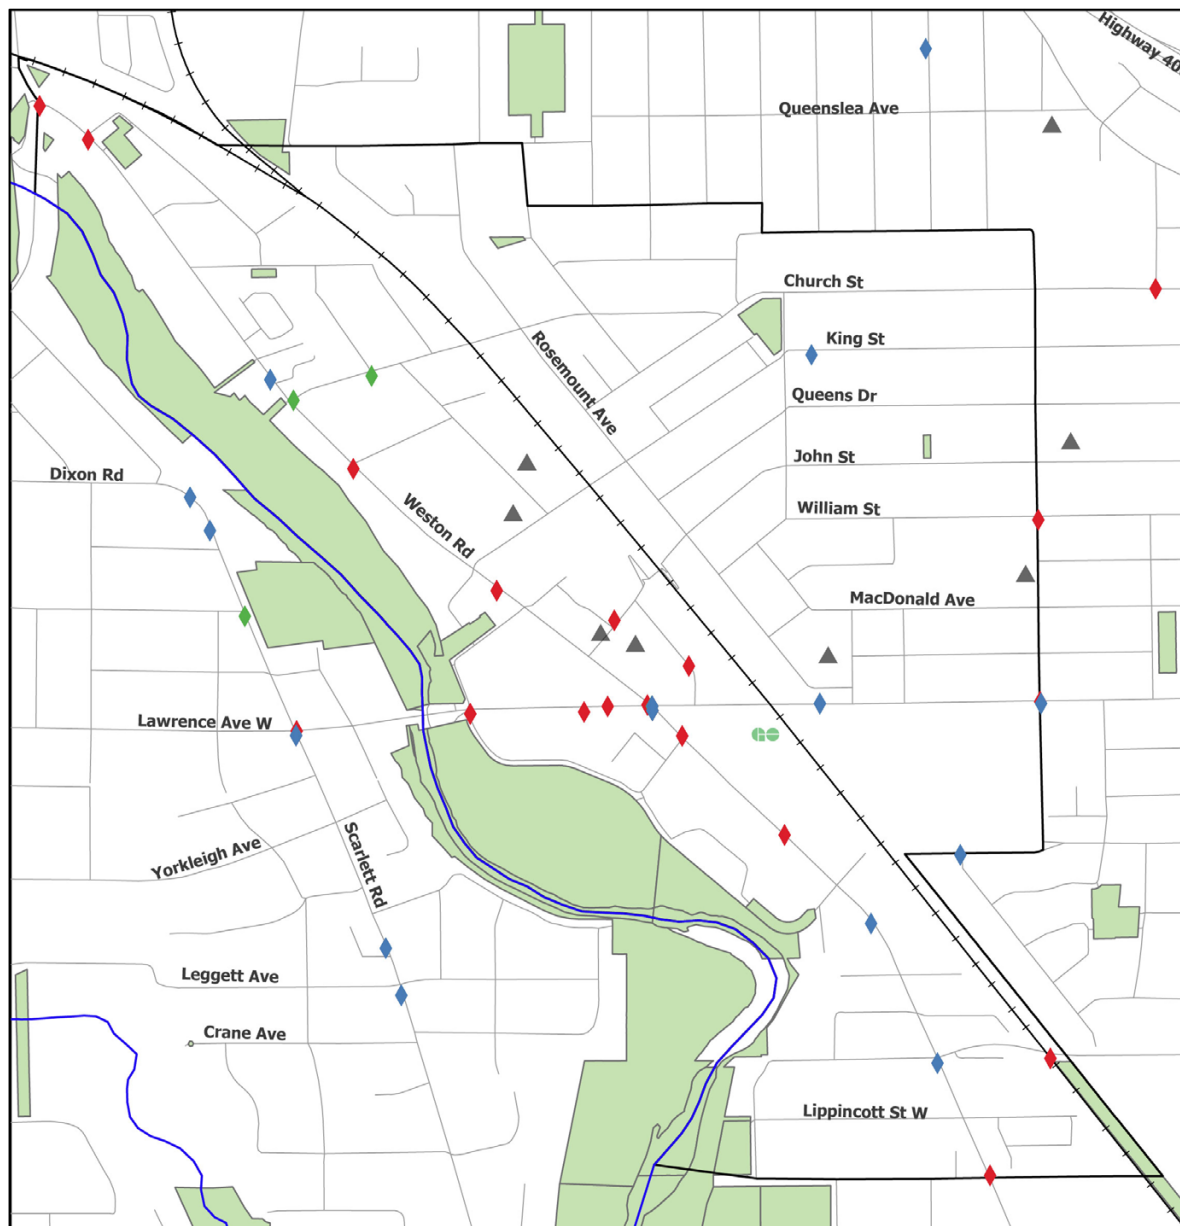 Highway 40
Queenslea Ave
Church St
King St
Rosemount Ave
Queens Dr
John St
Dixon Rd
William St
Weston Rd
MacDonald Ave
Lawrence Ave W
Scarlett Rd
Yorkleigh Ave
Leggett Ave
Crane Ave
Lippincott St W